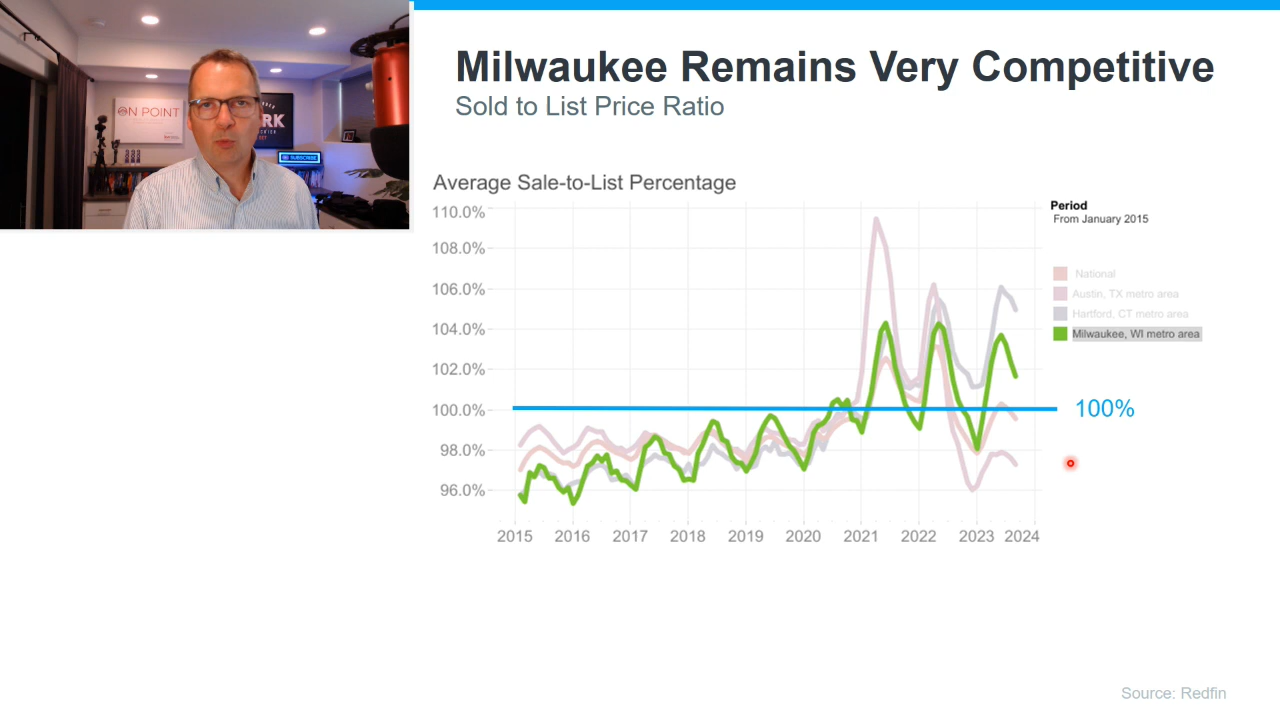 ON POINT
RK
SUBSCRIBE
Milwaukee Remains Very Competitive
Sold to List Price Ratio
Average Sale-to-List Percentage
110.0%
108.0%
106.0%
104.0%
102.0%
100.0%
98.0%
96.0%
2015 2016 2017 2018 2019 2020 2021 2022 2023 2024
Period
From January 2015
National
Austin, TX metro area
Hartford, CT metro area
Milwaukee, WI metro area
100%
Source: Redfin